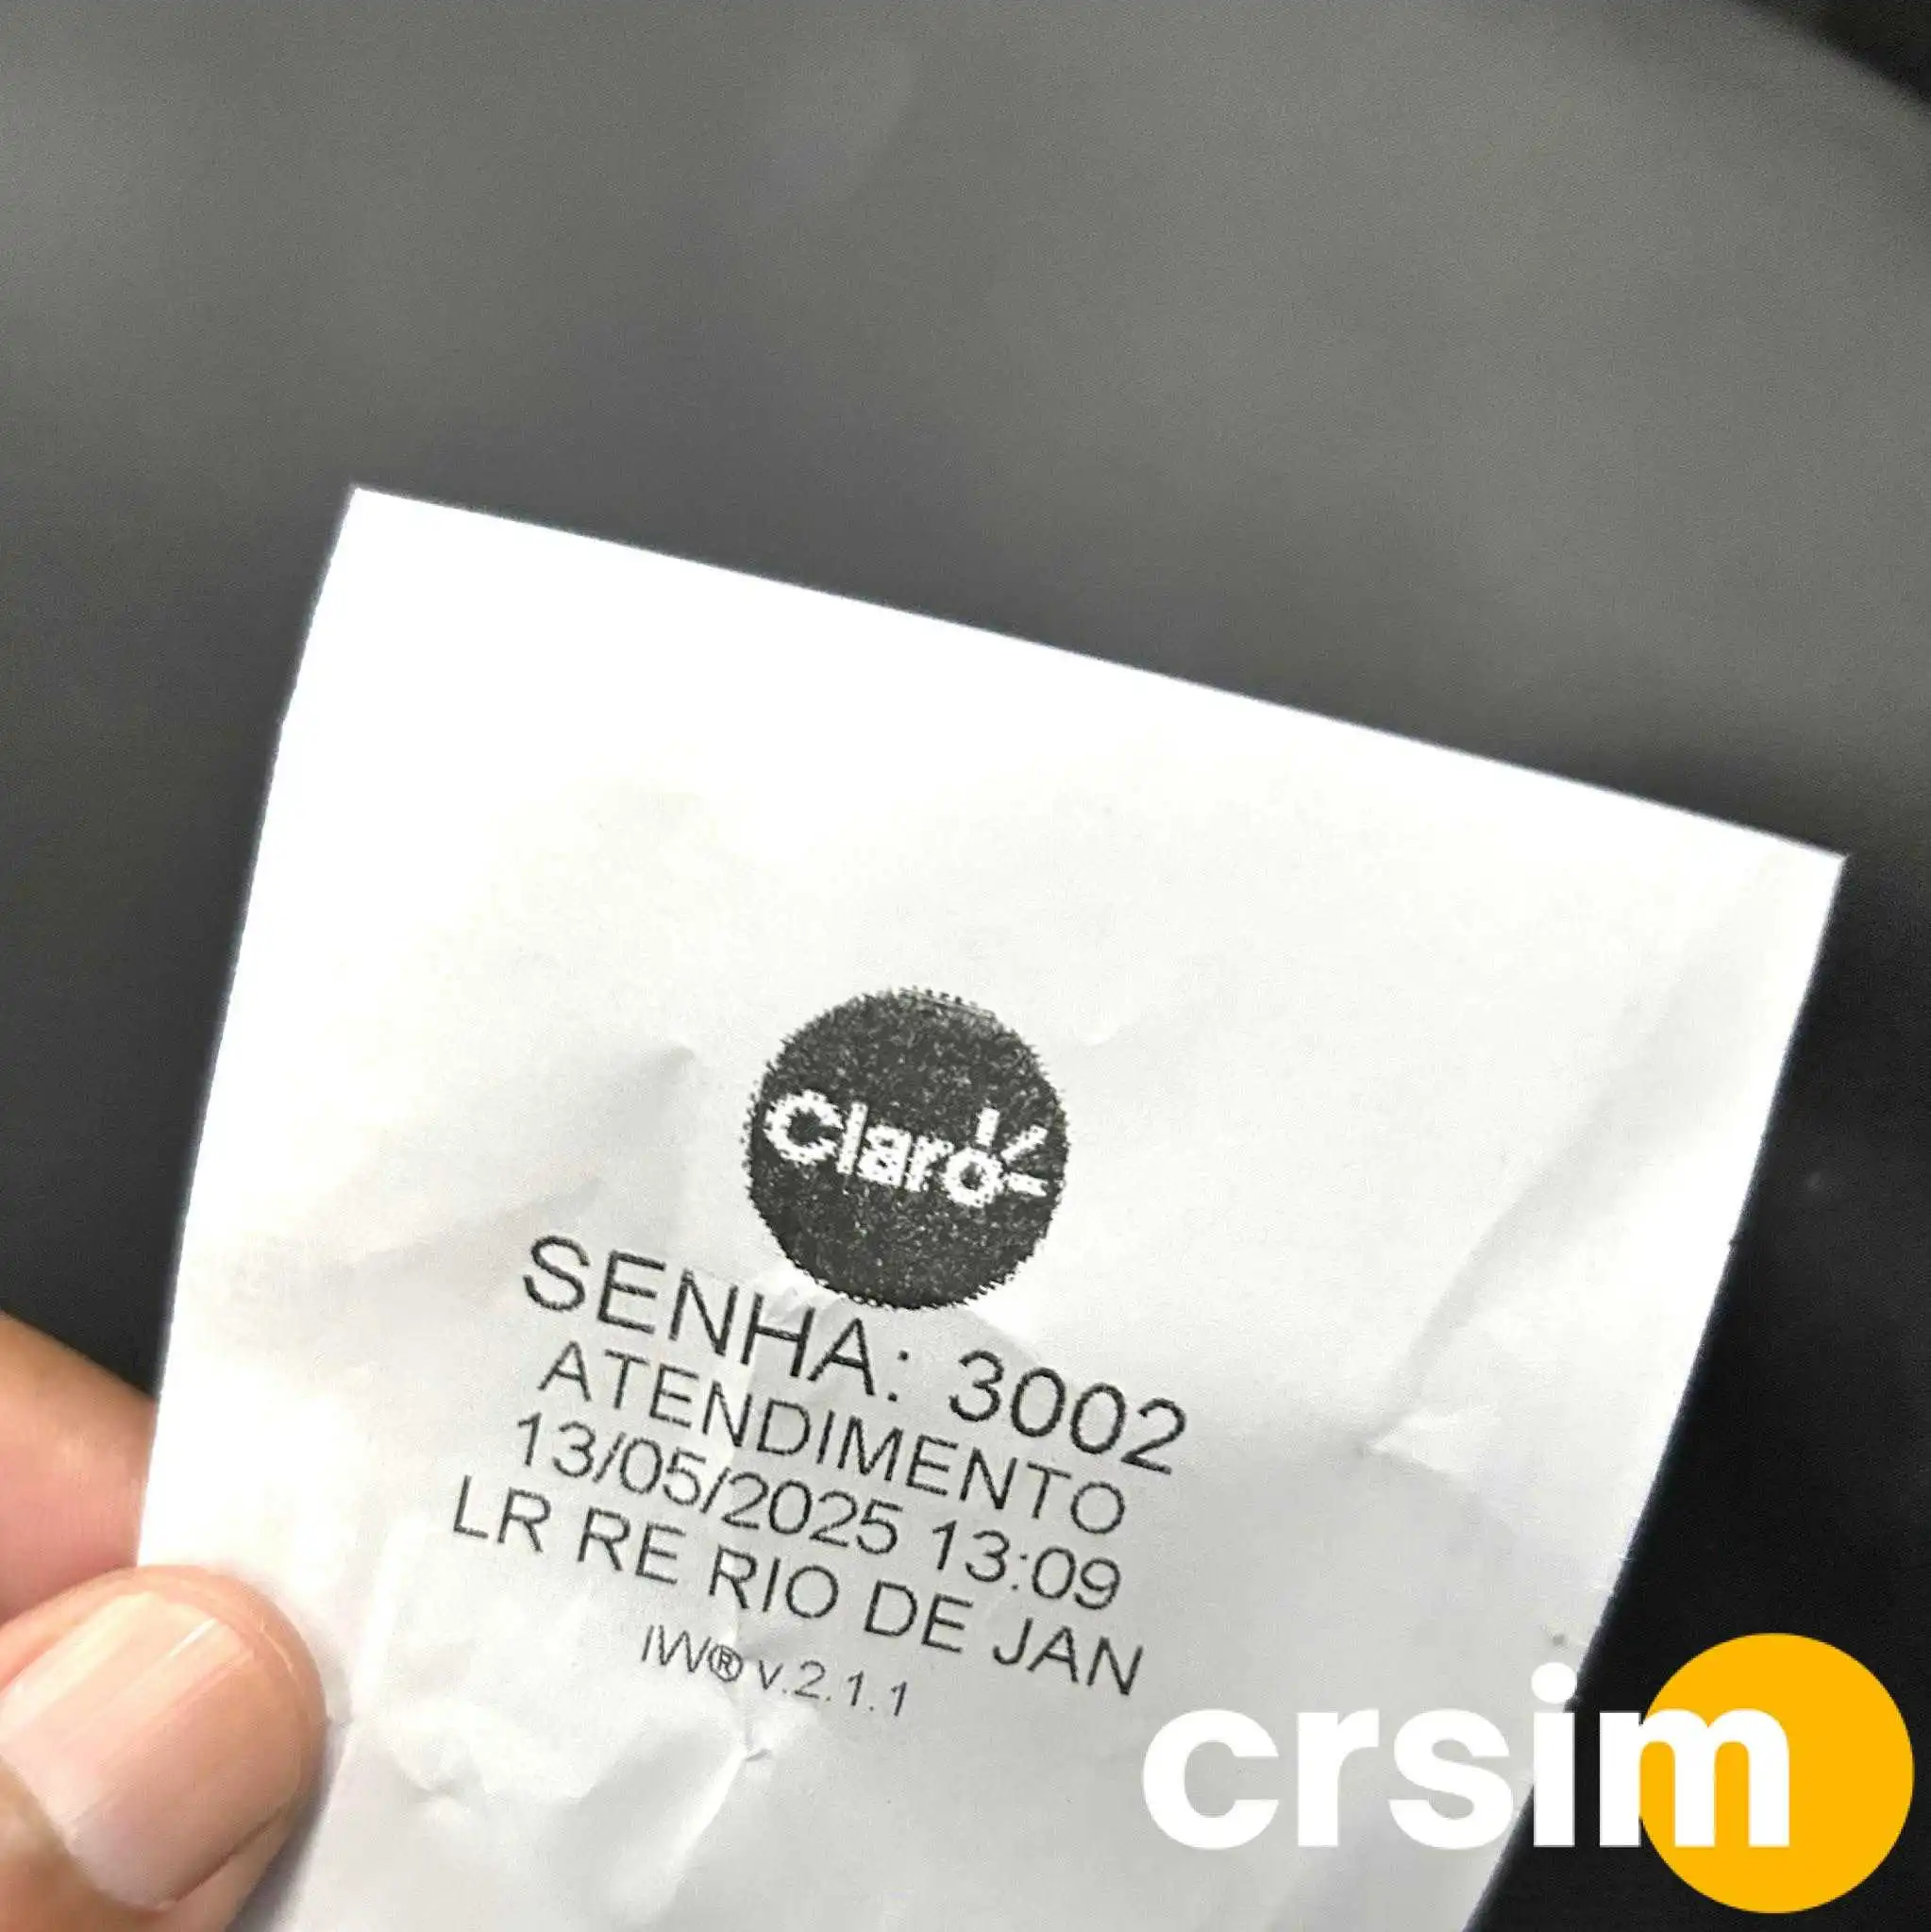 Claro
SENHA: 3002
ATENDIMENTO
13/05/2025 13:09
LR RE RIO DE JAN
IW® v.2.1.1
crsim